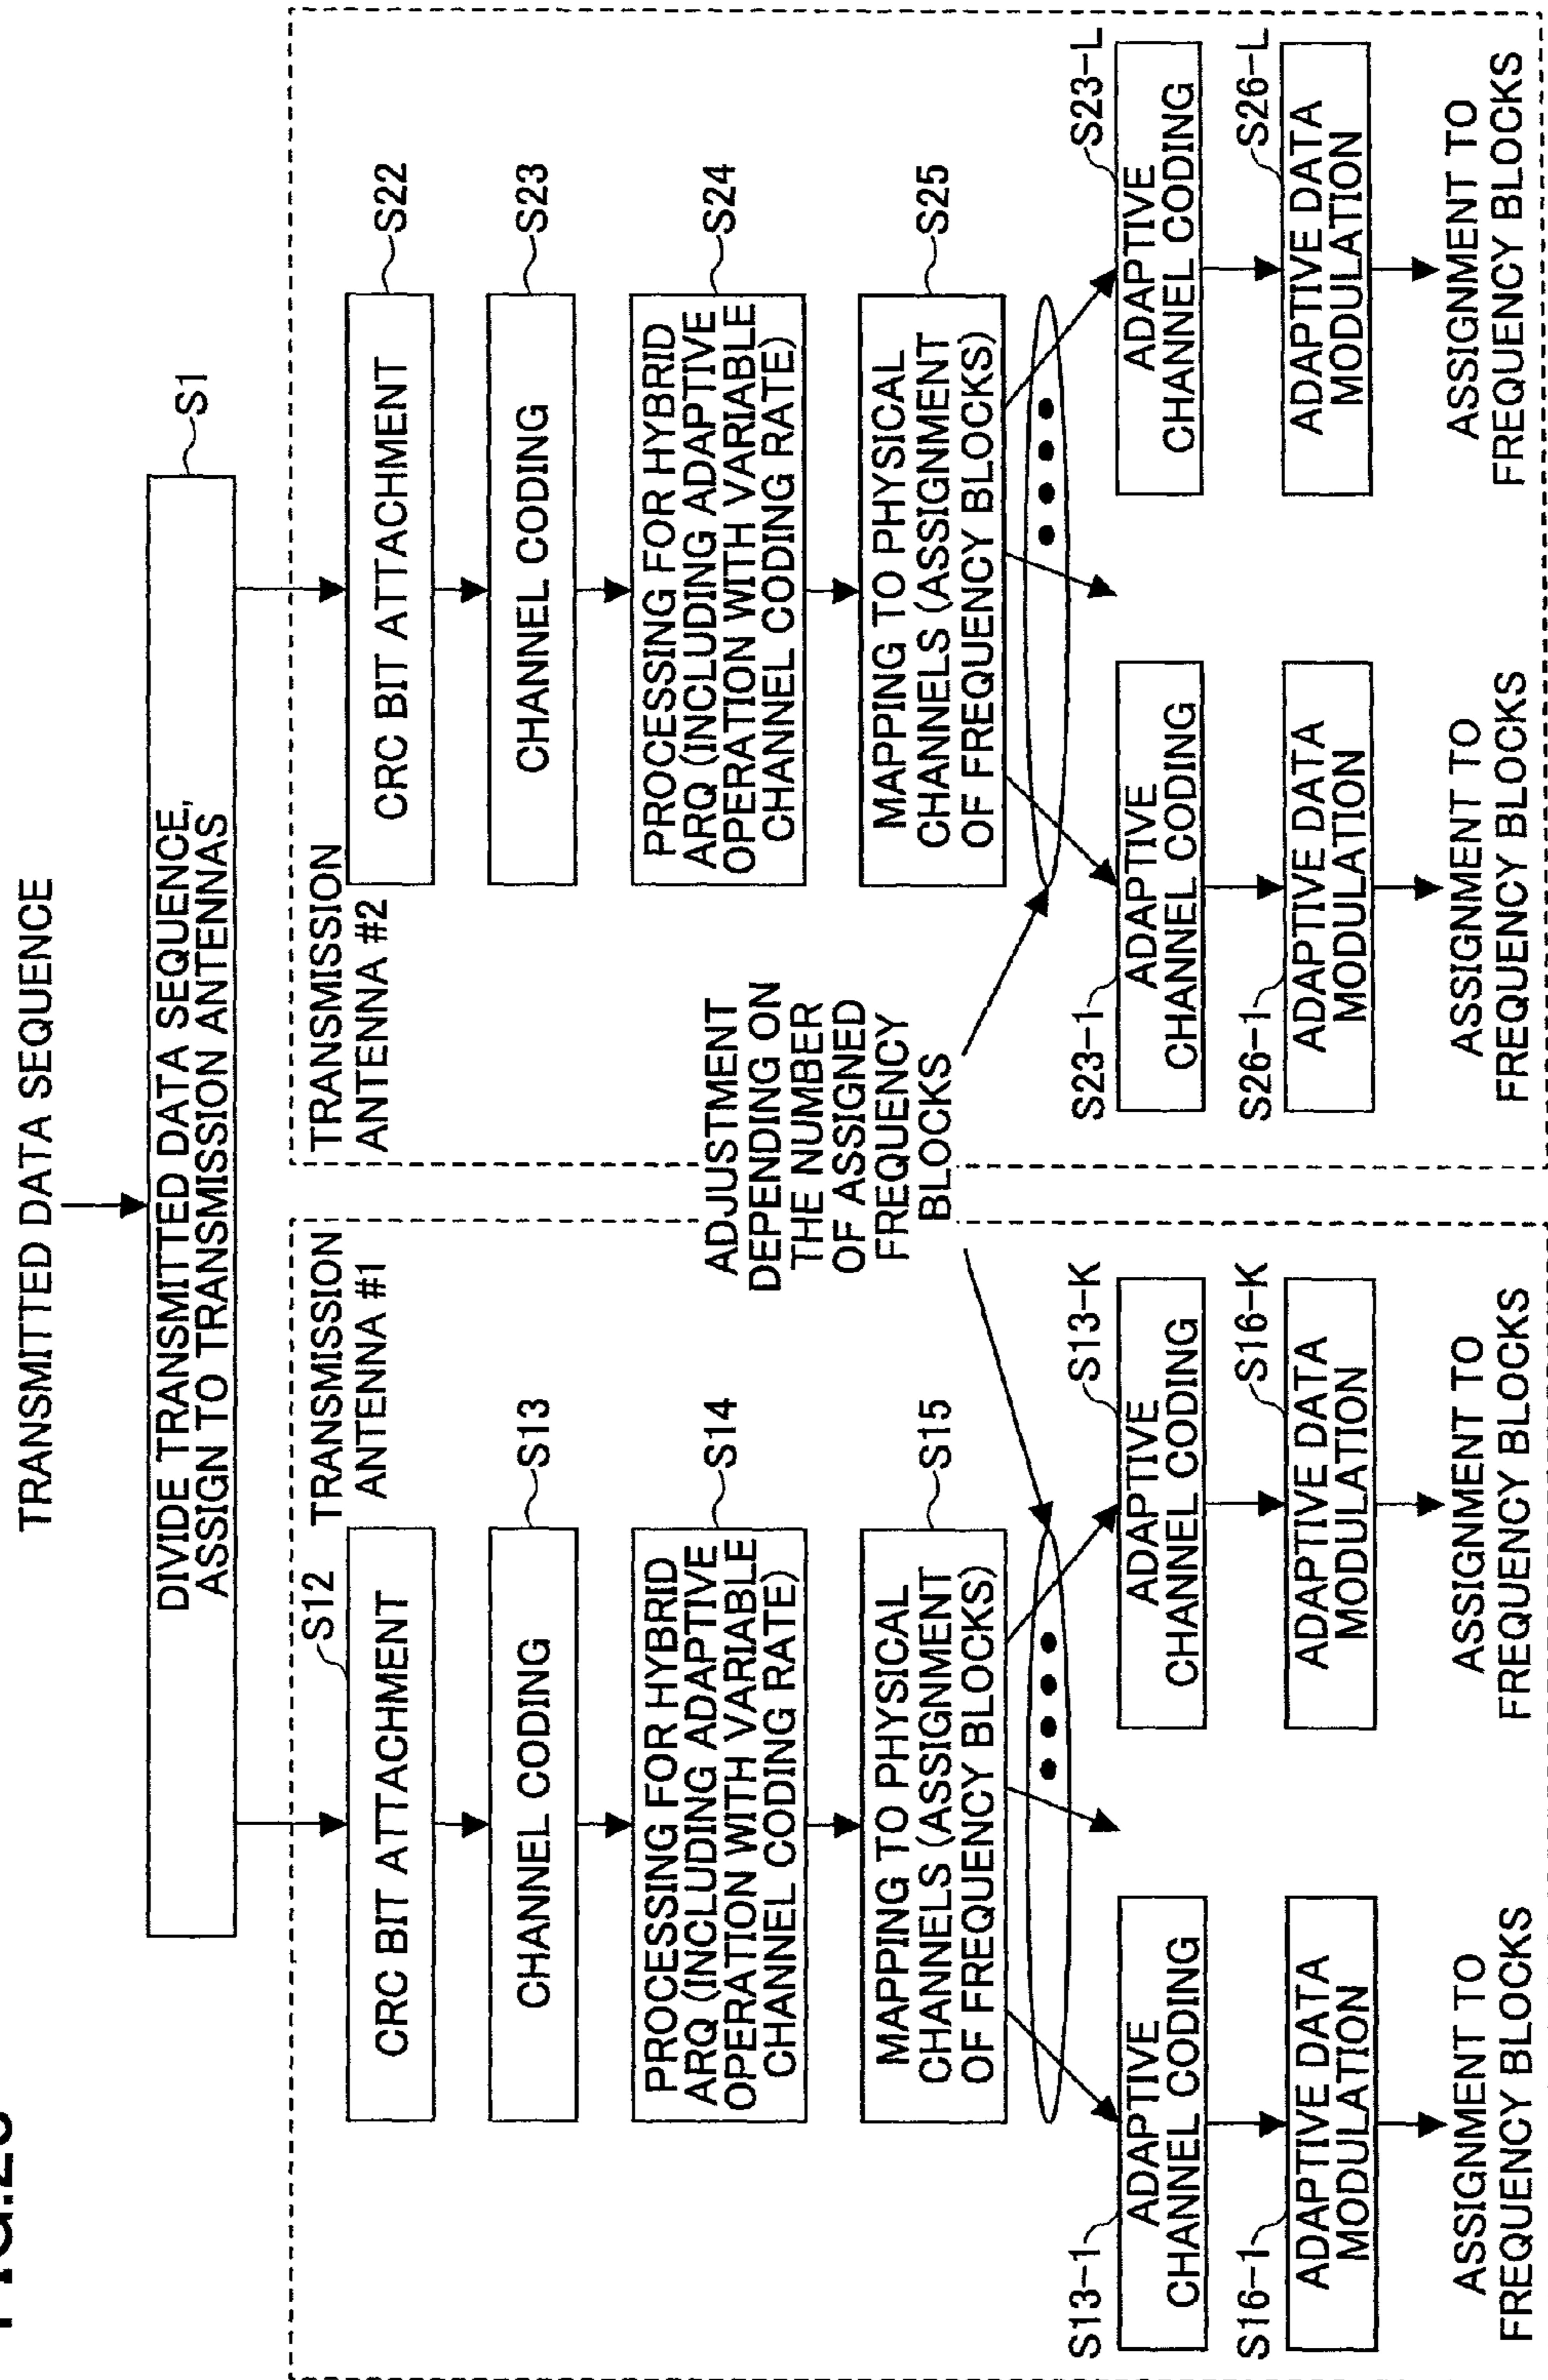 TRANSMITTED DATA SEQUENCE
DIVIDE TRANSMITTED DATA SEQUENCE,
ASSIGN TO TRANSMISSION ANTENNAS
S1
TRANSMISSION
ANTENNA #1
S12
CRC BIT ATTACHMENT
CHANNEL CODING
S13
PROCESSING FOR HYBRID
ARQ (INCLUDING ADAPTIVE
OPERATION WITH VARIABLE
CHANNEL CODING RATE)
S14
MAPPING TO PHYSICAL
CHANNELS (ASSIGNMENT
OF FREQUENCY BLOCKS)
S15
S13-1
ADAPTIVE
CHANNEL CODING
S16-1
ADAPTIVE DATA
MODULATION
ASSIGNMENT TO
FREQUENCY BLOCKS
S13-K
ADAPTIVE
CHANNEL CODING
S16-K
ADAPTIVE DATA
MODULATION
ASSIGNMENT TO
FREQUENCY BLOCKS
ADJUSTMENT
DEPENDING ON
THE NUMBER
OF ASSIGNED
FREQUENCY
BLOCKS
TRANSMISSION
ANTENNA #2
CRC BIT ATTACHMENT
S22
CHANNEL CODING
S23
PROCESSING FOR HYBRID
ARQ (INCLUDING ADAPTIVE
OPERATION WITH VARIABLE
CHANNEL CODING RATE)
S24
MAPPING TO PHYSICAL
CHANNELS (ASSIGNMENT
OF FREQUENCY BLOCKS)
S25
S23-1
ADAPTIVE
CHANNEL CODING
S26-1
ADAPTIVE DATA
MODULATION
ASSIGNMENT TO
FREQUENCY BLOCKS
S23-L
ADAPTIVE
CHANNEL CODING
S26-L
ADAPTIVE DATA
MODULATION
ASSIGNMENT TO
FREQUENCY BLOCKS